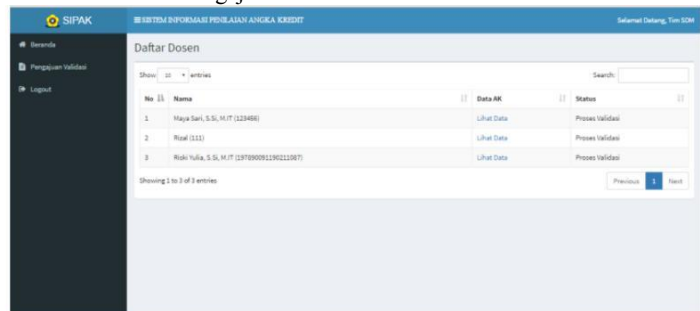 SIPAK
SISTEM INFORMASI PENILAIAN ANGKA KREDIT
Selamat Datang, Tim SDM
Beranda
Pengajuan Validasi
Logout
Daftar Dosen
Show 10 entries
Search:
No Nama Data AK Status
1 Maya Sari, S.Si, M.IT (123456) Lihat Data Proses Validasi
2 Rizal (111) Lihat Data Proses Validasi
3 Rizki Yulia, S.Si, M.IT (197890091190211087) Lihat Data Proses Validasi
Showing 1 to 3 of 3 entries
Previous 1 Next